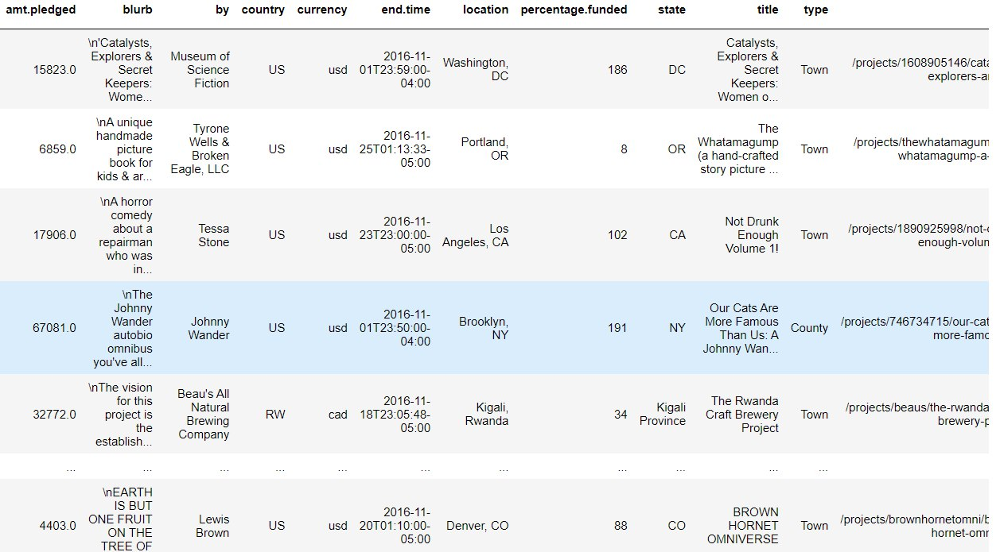 amt.pledged
blurb
by
country
currency
end.time
location
percentage.funded
state
title
type
15823.0
\n'Catalysts,
Explorers &
Secret
Keepers:
Wome...
Museum of
Science
Fiction
US
usd
2016-11-
01T23:59:00-
04:00
Washington,
DC
186
DC
Catalysts,
Explorers &
Secret
Keepers:
Women o...
Town
/projects/1608905146/cata
explorers-a
6859.0
\nA unique
handmade
picture
book for
kids & ar...
Tyrone
Wells &
Broken
Eagle, LLC
US
usd
2016-11-
25T01:13:33-
05:00
Portland,
OR
8
OR
The
Whatamagump
(a hand-crafted
story picture ...
Town
/projects/thewhatamagum
whatamagump-a-
17906.0
\nA horror
comedy
about a
repairman
who was
in...
Tessa
Stone
US
usd
2016-11-
23T23:00:00-
05:00
Los
Angeles, CA
102
CA
Not Drunk
Enough
Volume 1!
Town
/projects/1890925998/not-
enough-volum
67081.0
\nThe
Johnny
Wander
autobio
omnibus
you've all...
Johnny
Wander
US
usd
2016-11-
01T23:50:00-
04:00
Brooklyn,
NY
191
NY
Our Cats Are
More Famous
Than Us: A
Johnny Wan...
County
/projects/746734715/our-cat
more-famo
32772.0
\nThe vision
for this
project is
the
establish...
Beau's All
Natural
Brewing
Company
RW
cad
2016-11-
18T23:05:48-
05:00
Kigali,
Rwanda
34
Kigali
Province
The Rwanda
Craft Brewery
Project
Town
/projects/beaus/the-rwanda
brewery-p
...
...
...
...
...
...
...
...
...
...
...
4403.0
\nEARTH
IS BUT
ONE FRUIT
ON THE
TREE OF
Lewis
Brown
US
usd
2016-11-
20T01:10:00-
05:00
Denver, CO
88
CO
BROWN
HORNET
OMNIVERSE
Town
/projects/brownhornetomni/b
hornet-omn